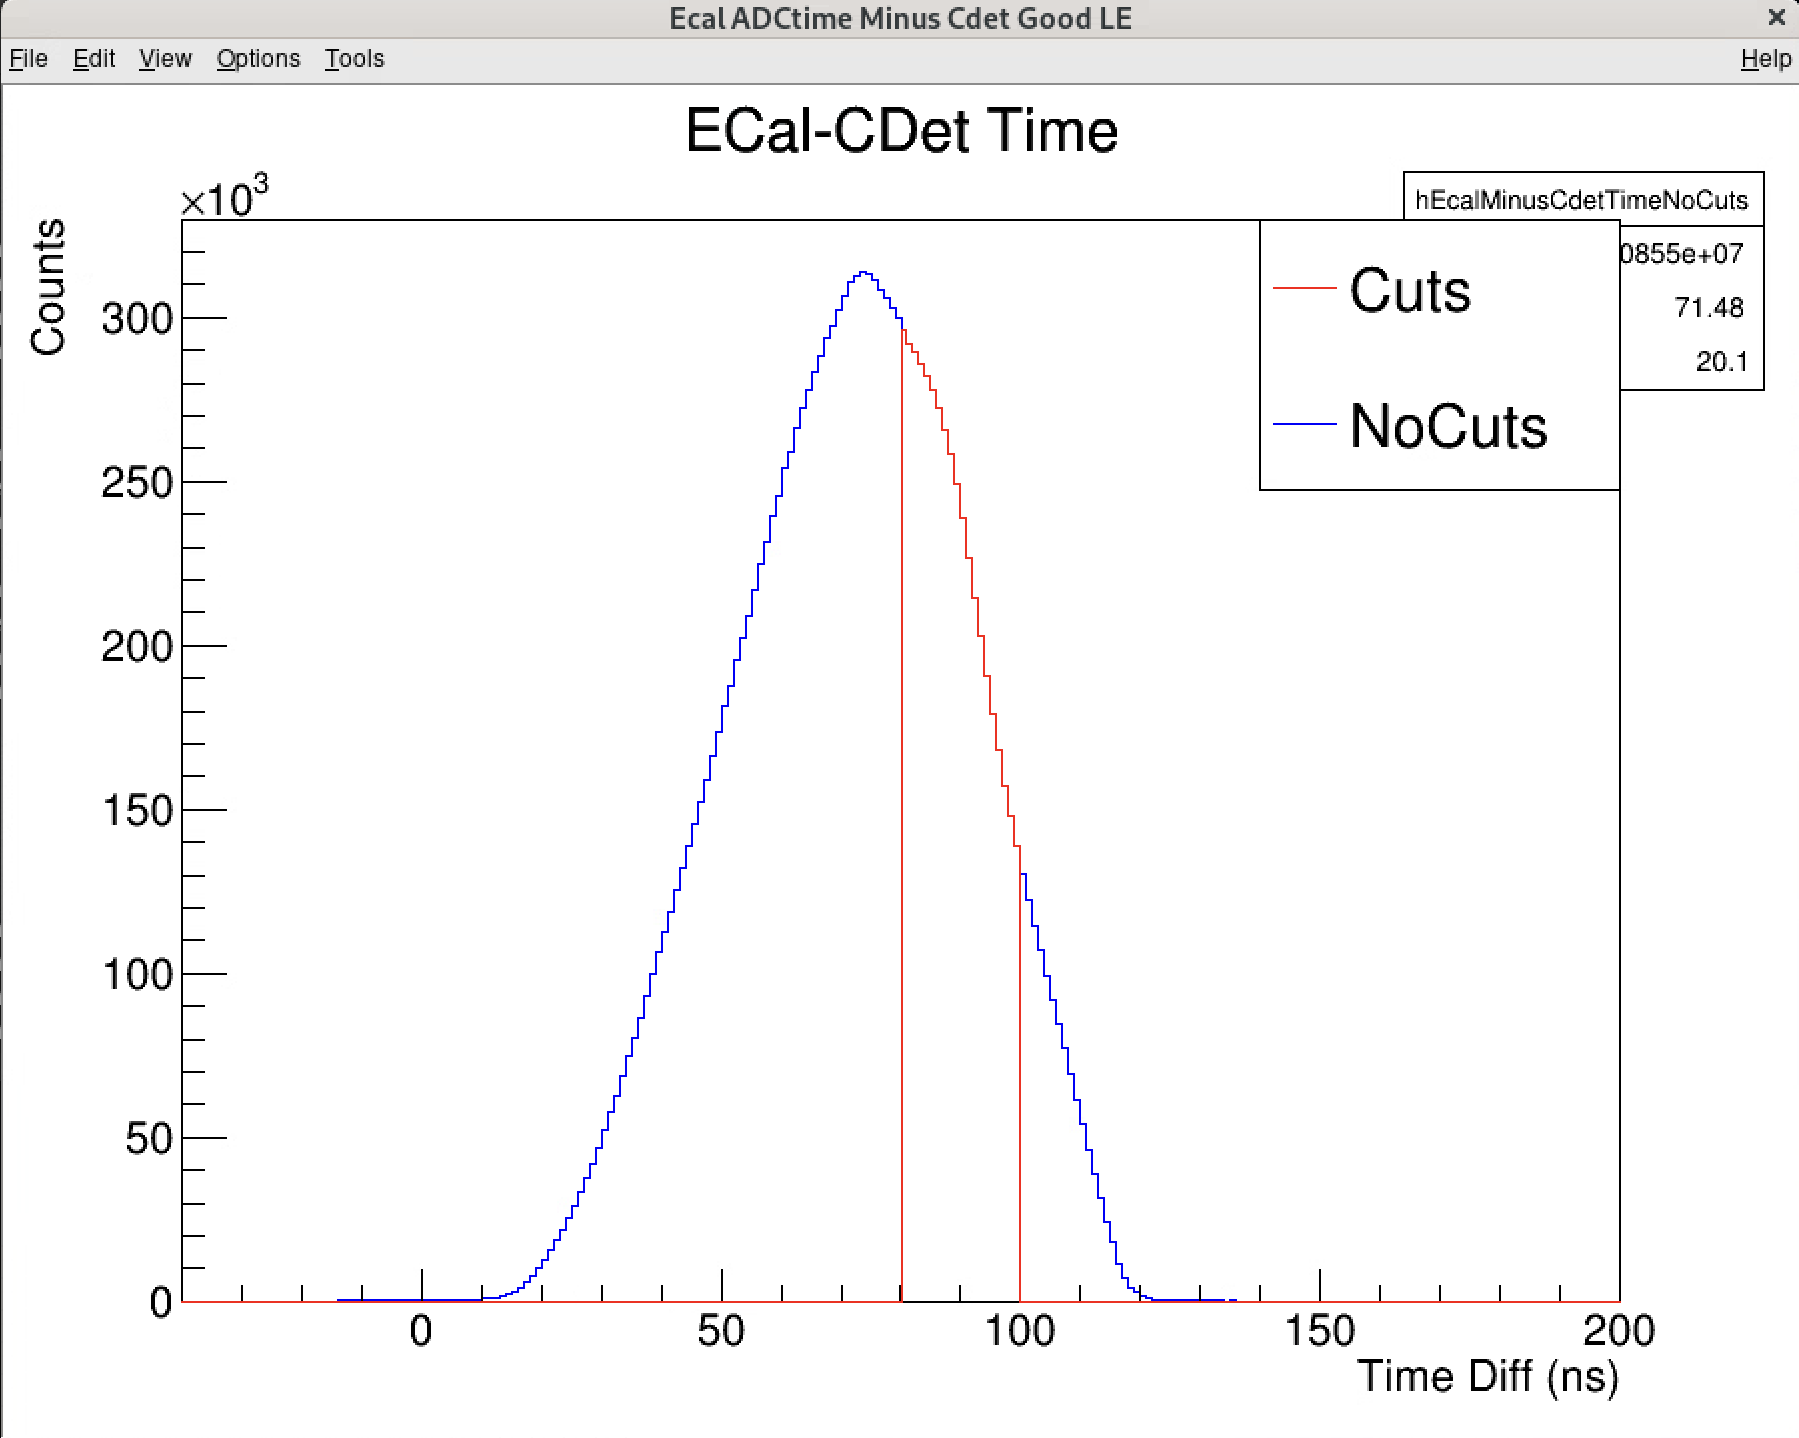 Ecal ADCtime Minus Cdet Good LE
File Edit View Options Tools Help
ECal-CDet Time
×10³
Counts
hEcalMinusCdetTimeNoCuts
0855e+07
71.48
20.1
Cuts
NoCuts
300
250
200
150
100
50
0
0 50 100 150 200
Time Diff (ns)